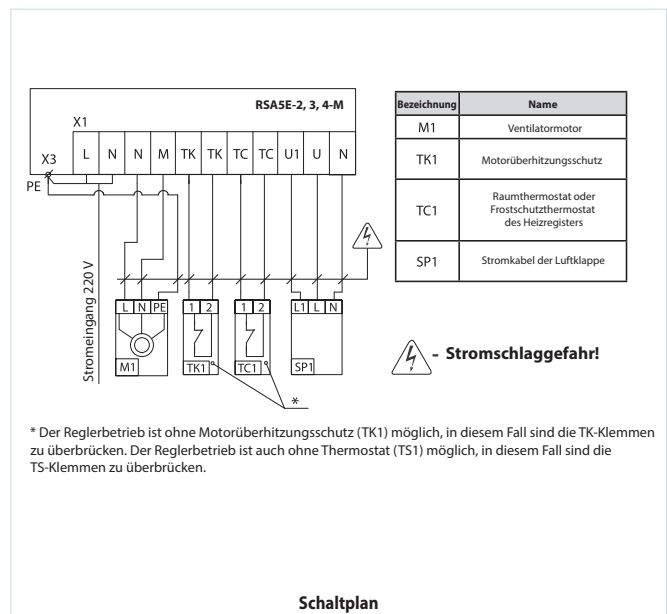 RSA5E-2, 3, 4-M
X1
X3
L N N M TK TK TC TC U1 U N
PE
Stromeingang 220 V
L N PE
M1
1 2
TK1
1 2
TC1
L1 L N
SP1
*
Bezeichnung Name
M1 Ventilatormotor
TK1 Motorüberhitzungsschutz
TC1 Raumthermostat oder
Frostschutzthermostat
des Heizregisters
SP1 Stromkabel der Luftklappe
- Stromschlaggefahr!
* Der Reglerbetrieb ist ohne Motorüberhitzungsschutz (TK1) möglich, in diesem Fall sind die TK-Klemmen
zu überbrücken. Der Reglerbetrieb ist auch ohne Thermostat (TS1) möglich, in diesem Fall sind die
TS-Klemmen zu überbrücken.
Schaltplan